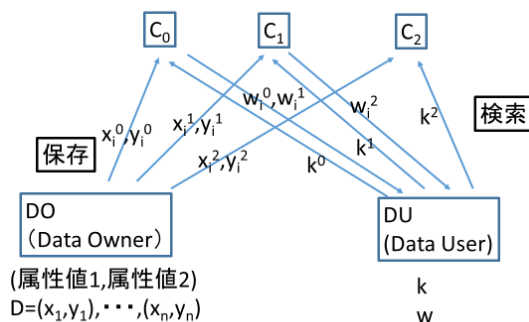 C0 C1 C2
wi0,wi1
xi1,yi1
wi2
k2
検索
xi0,yi0
保存
xi2,yi2
k1
k0
DO
（Data Owner）
DU
(Data User)
(属性値1,属性値2)
D=(x1,y1),・・・,(xn,yn)
k
w